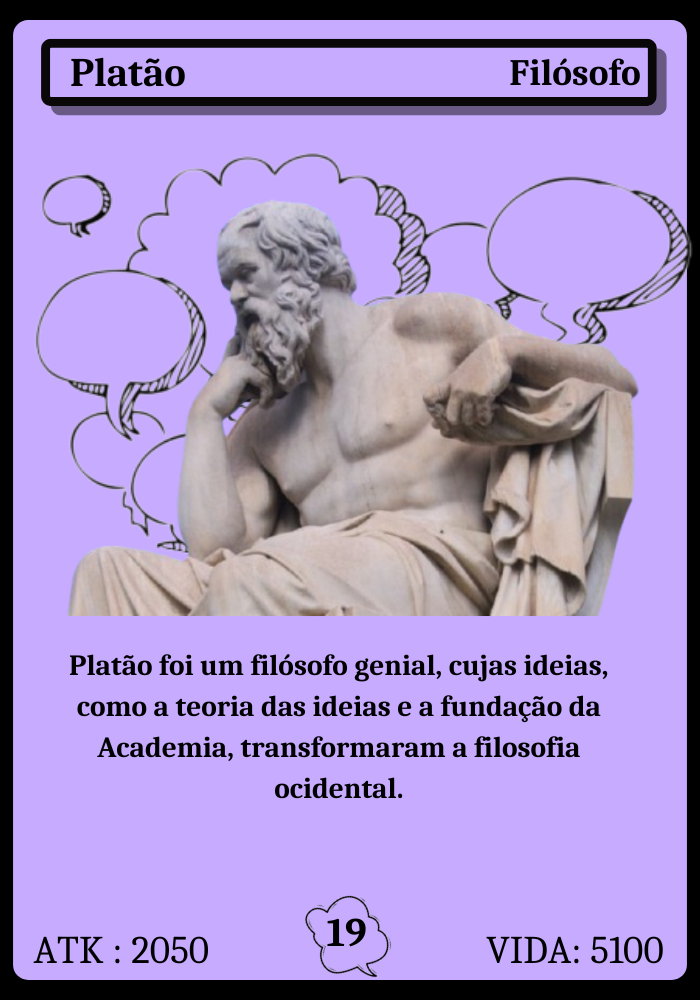 Platão
Filósofo
Platão foi um filósofo genial, cujas ideias,
como a teoria das ideias e a fundação da
Academia, transformaram a filosofia
ocidental.
ATK : 2050
19
VIDA: 5100